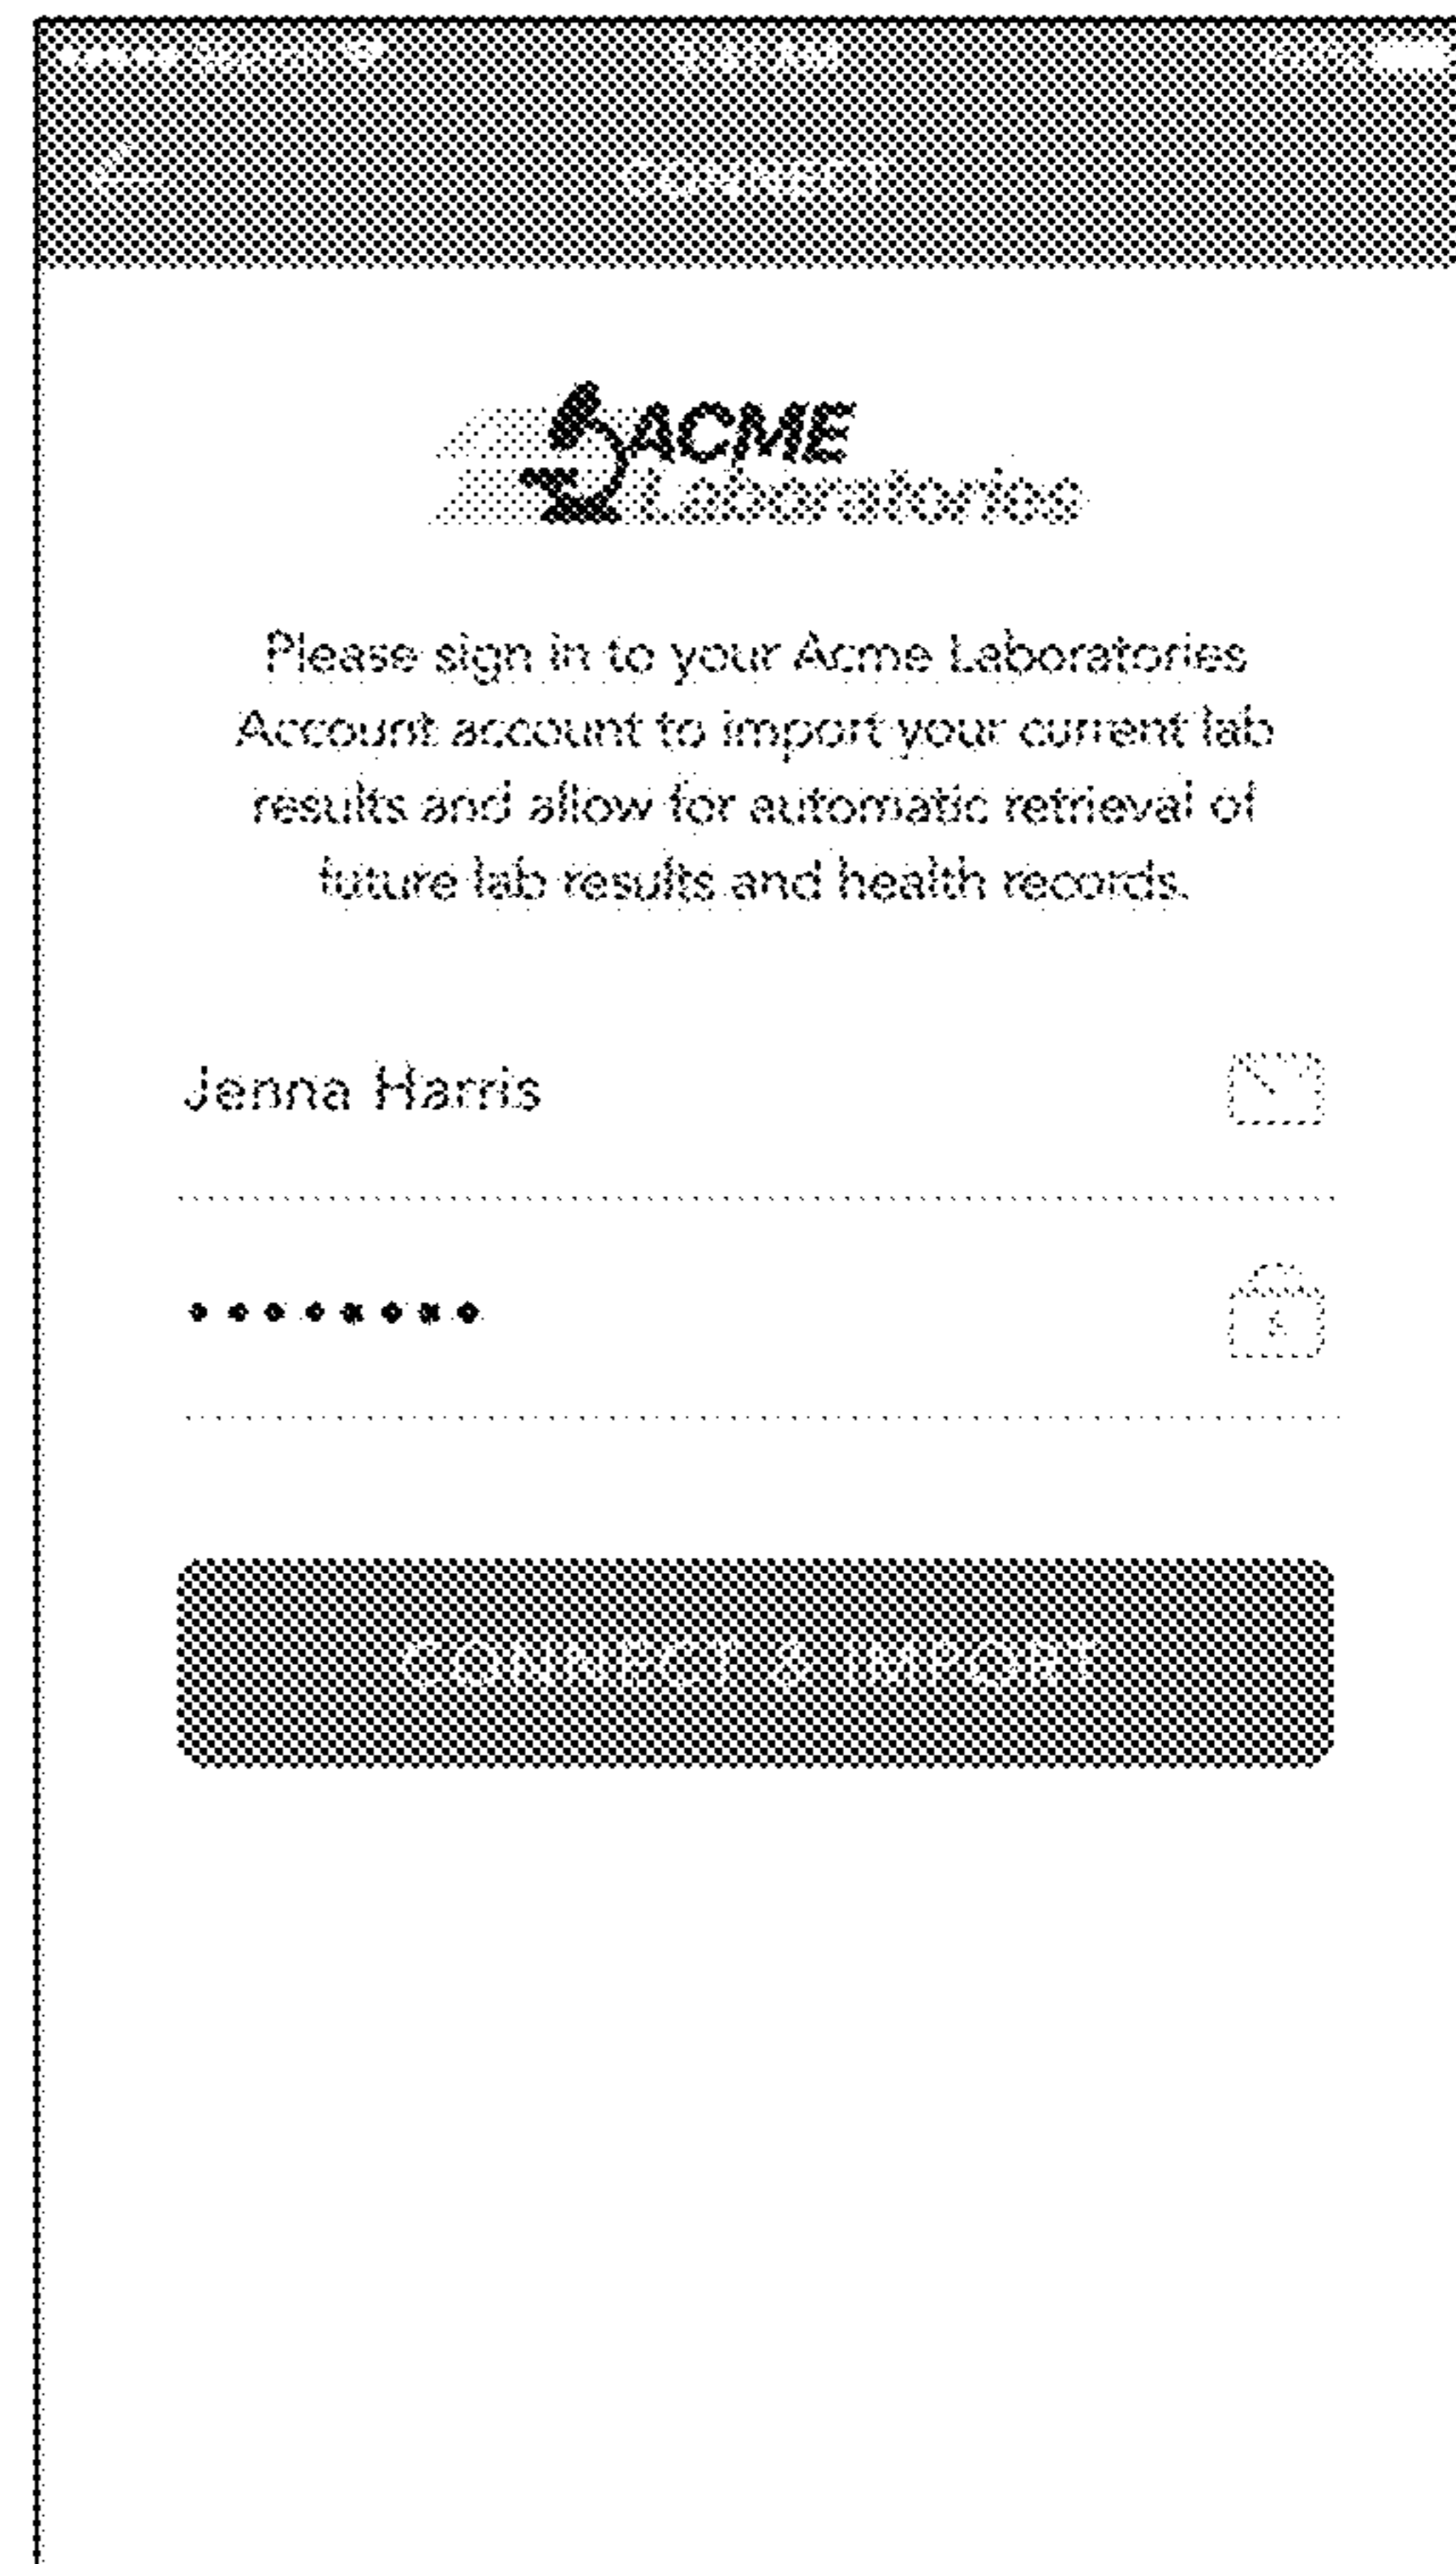 CONNECT
ACME
Laboratories
Please sign in to your Acme Laboratories
Account account to import your current lab
results and allow for automatic retrieval of
future lab results and health records.
Jenna Harris
••••••••
CONNECT & IMPORT